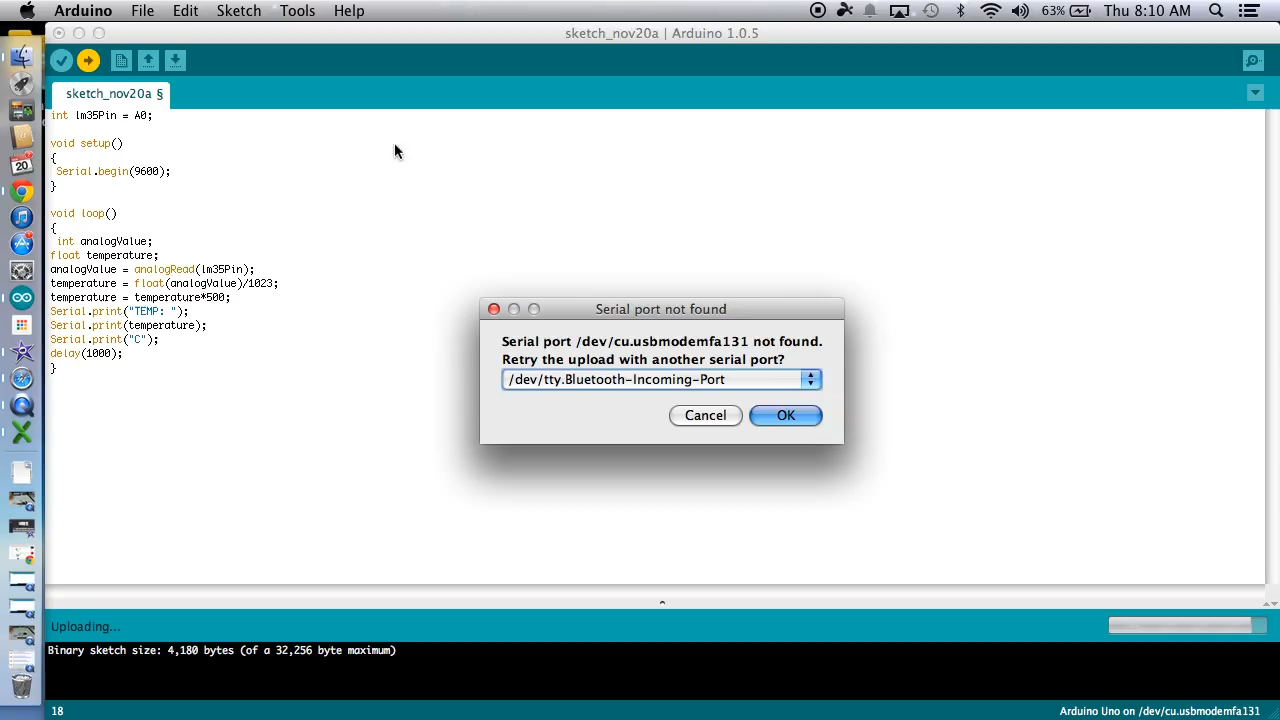 Arduino File Edit Sketch Tools Help 63% Thu 8:10 AM
sketch_nov20a | Arduino 1.0.5
sketch_nov20a §
int lm35Pin = A0;
void setup()
{
Serial.begin(9600);
}
void loop()
{
int analogValue;
float temperature;
analogValue = analogRead(lm35Pin);
temperature = float(analogValue)/1023;
temperature = temperature*500;
Serial.print("TEMP: ");
Serial.print(temperature);
Serial.print("C");
delay(1000);
}
20
Serial port not found
Serial port /dev/cu.usbmodemfa131 not found.
Retry the upload with another serial port?
/dev/tty.Bluetooth-Incoming-Port
Cancel OK
Uploading...
Binary sketch size: 4,180 bytes (of a 32,256 byte maximum)
18 Arduino Uno on /dev/cu.usbmodemfa131